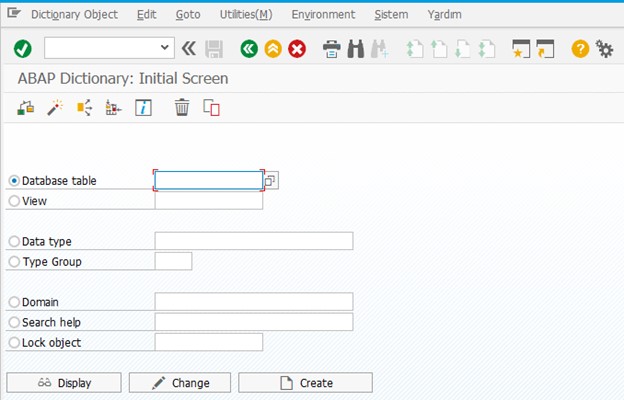 Dictionary Object Edit Goto Utilities(M) Environment Sistem Yardım
ABAP Dictionary: Initial Screen
Database table
View
Data type
Type Group
Domain
Search help
Lock object
Display Change Create